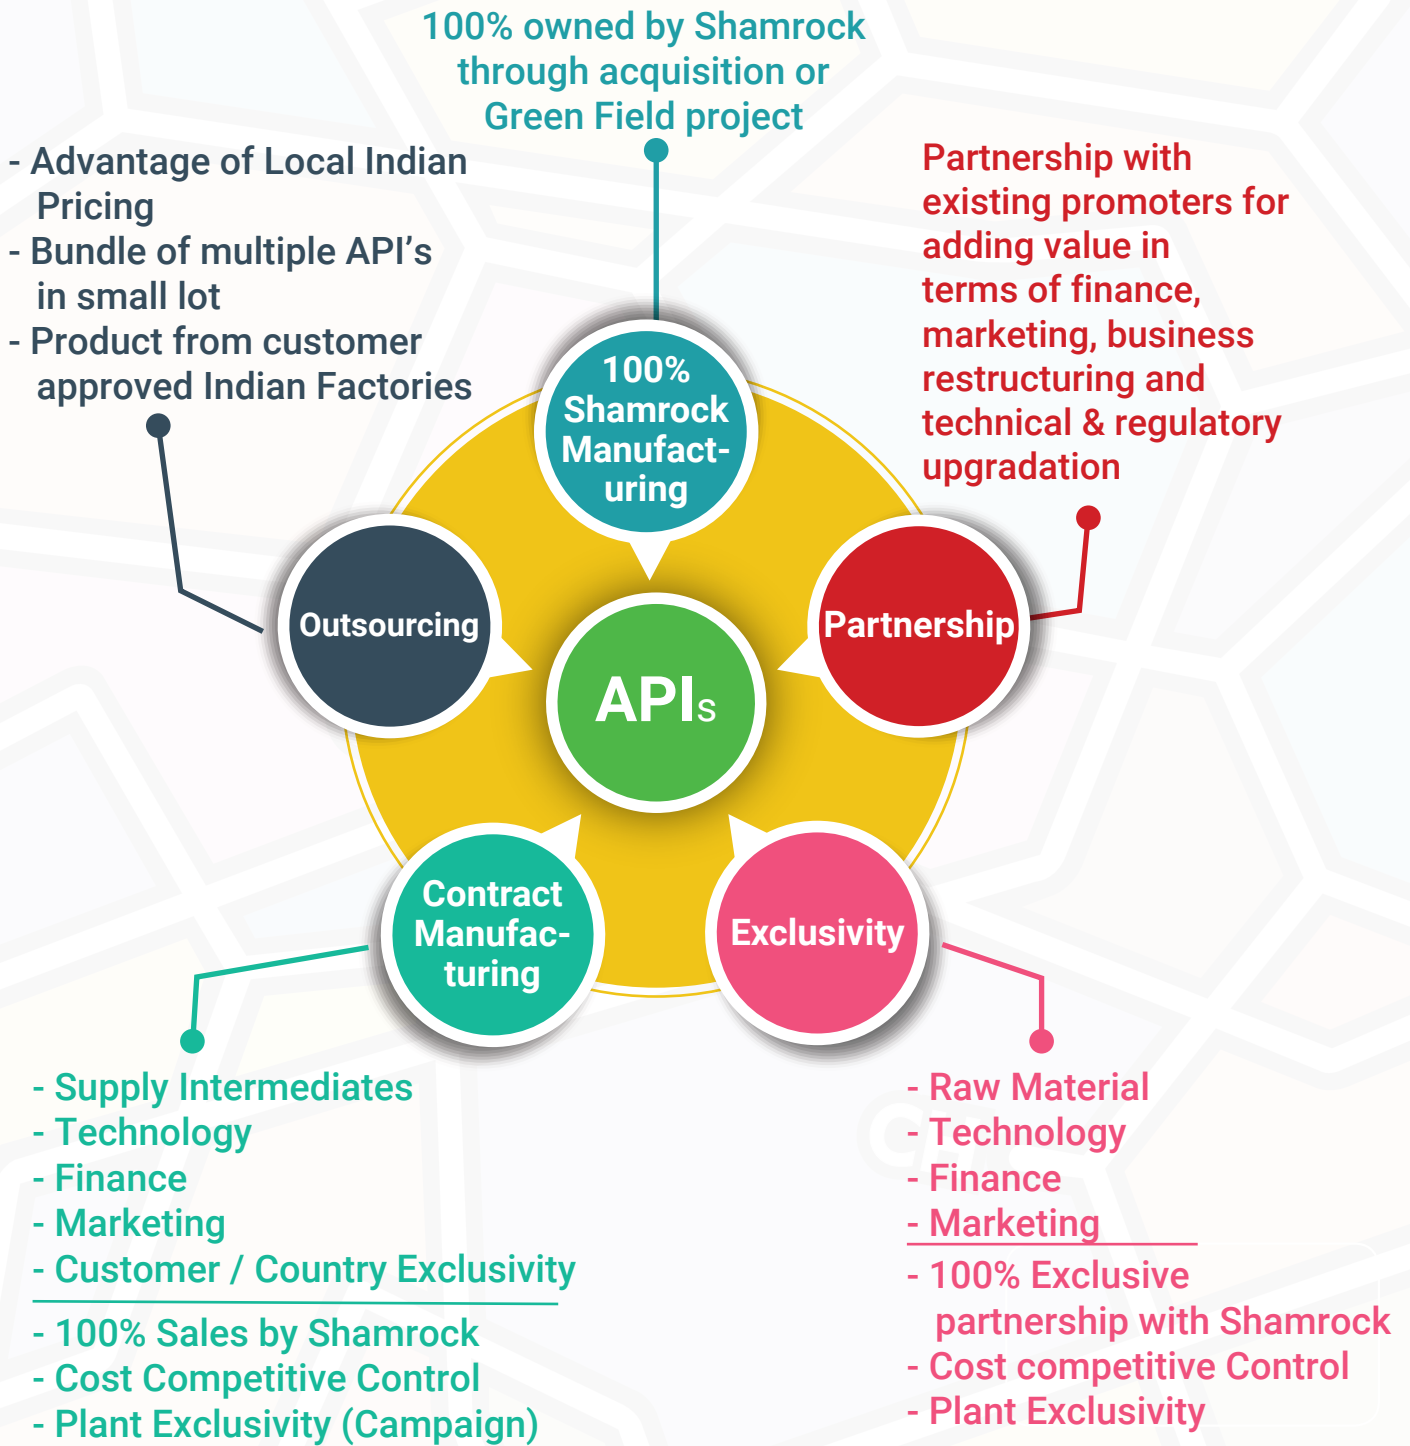 100% owned by Shamrock
through acquisition or
Green Field project
- Advantage of Local Indian
Pricing
- Bundle of multiple API’s
in small lot
- Product from customer
approved Indian Factories
Partnership with
existing promoters for
adding value in
terms of finance,
marketing, business
restructuring and
technical & regulatory
upgradation
100%
Shamrock
Manufact-
uring
Outsourcing
Partnership
APIs
Contract
Manufac-
turing
Exclusivity
- Supply Intermediates
- Technology
- Finance
- Marketing
- Customer / Country Exclusivity
- 100% Sales by Shamrock
- Cost Competitive Control
- Plant Exclusivity (Campaign)
- Raw Material
- Technology
- Finance
- Marketing
- 100% Exclusive
partnership with Shamrock
- Cost competitive Control
- Plant Exclusivity